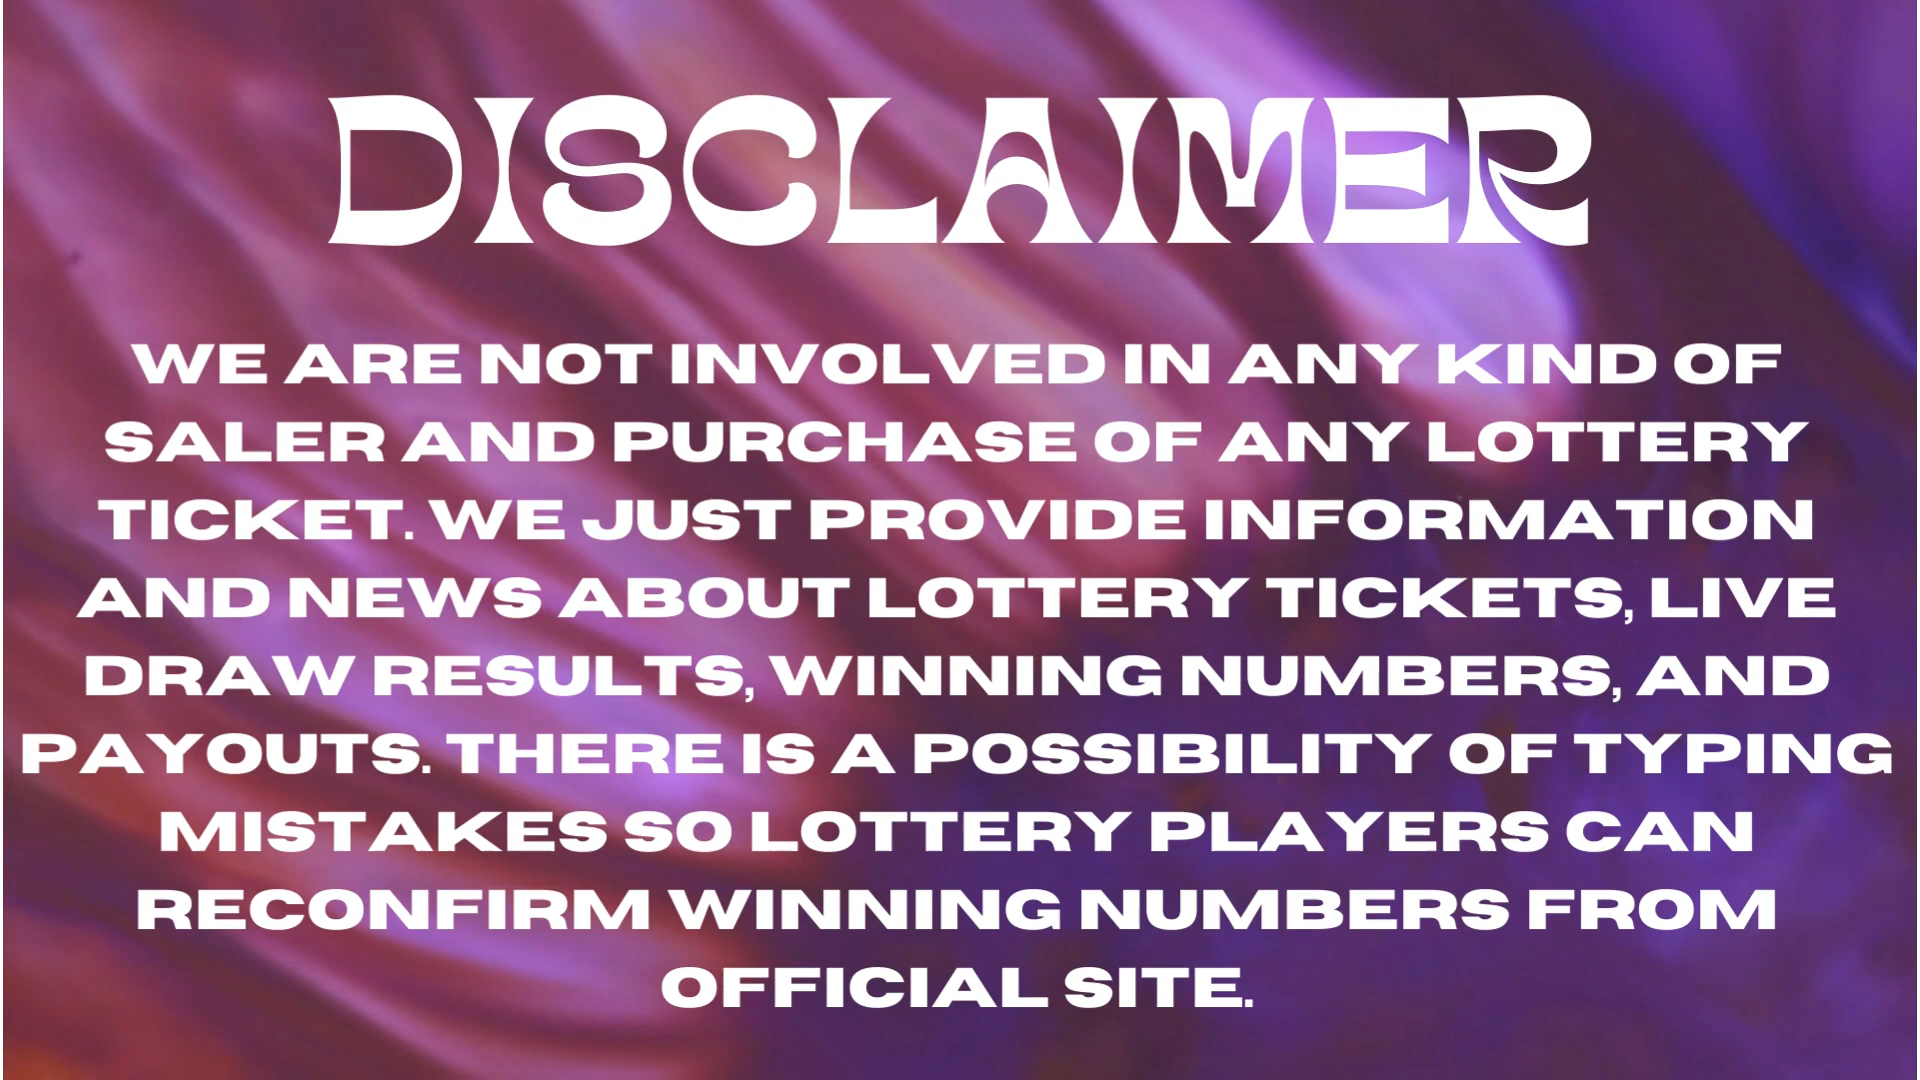 DISCLAIMER
WE ARE NOT INVOLVED IN ANY KIND OF
SALER AND PURCHASE OF ANY LOTTERY
TICKET. WE JUST PROVIDE INFORMATION
AND NEWS ABOUT LOTTERY TICKETS, LIVE
DRAW RESULTS, WINNING NUMBERS, AND
PAYOUTS. THERE IS A POSSIBILITY OF TYPING
MISTAKES SO LOTTERY PLAYERS CAN
RECONFIRM WINNING NUMBERS FROM
OFFICIAL SITE.